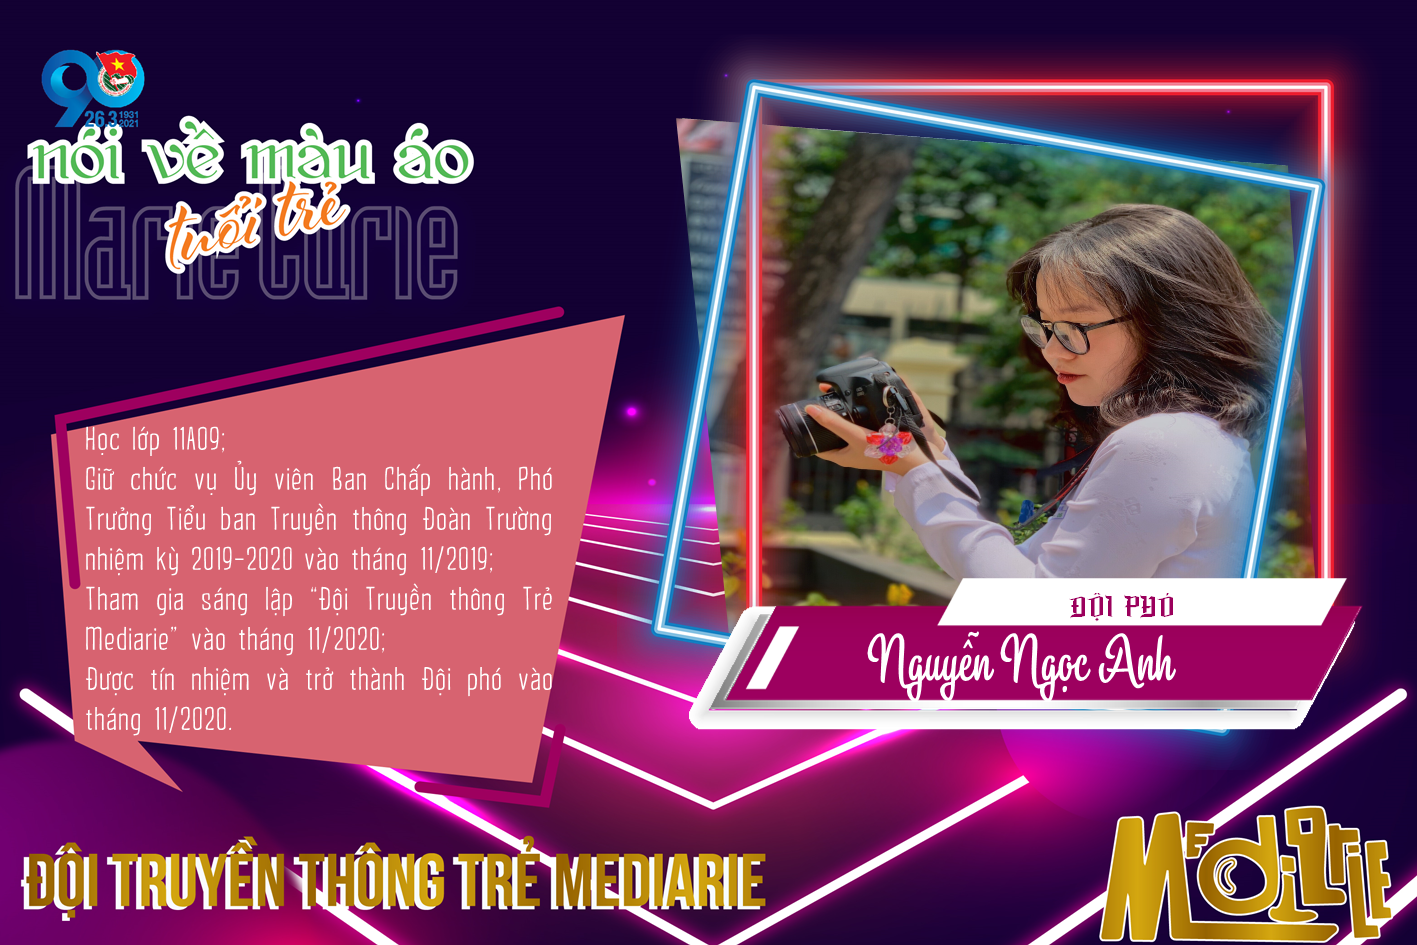 90
26.3 1931
2021
nói về màu áo
tuổi trẻ
Marie Curie
Học lớp 11A09;
Giữ chức vụ Ủy viên Ban Chấp hành, Phó
Trưởng Tiểu ban Truyền thông Đoàn Trường
nhiệm kỳ 2019-2020 vào tháng 11/2019;
Tham gia sáng lập “Đội Truyền thông Trẻ
Mediarie” vào tháng 11/2020;
Được tín nhiệm và trở thành Đội phó vào
tháng 11/2020.
ĐỘI PHÓ
Nguyễn Ngọc Anh
ĐỘI TRUYỀN THÔNG TRẺ MEDIARIE
MEDIARIE